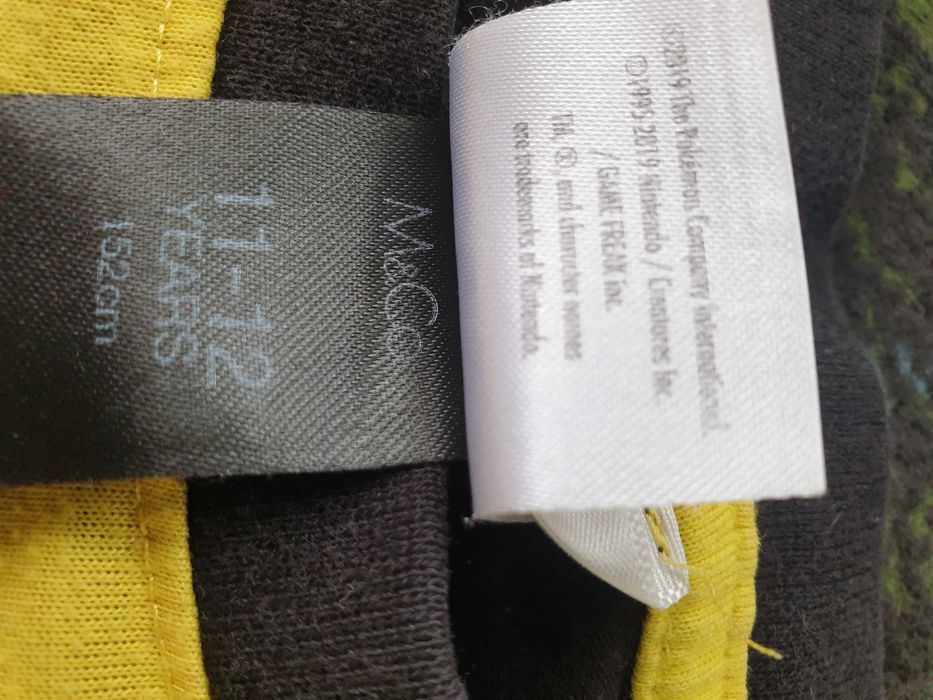 M&Co
11-12
YEARS
152cm
©2019 The Pokémon Company International.
©1995-2019 Nintendo / Creatures Inc.
/ GAME FREAK inc.
TM, ®, and character names
are trademarks of Nintendo.